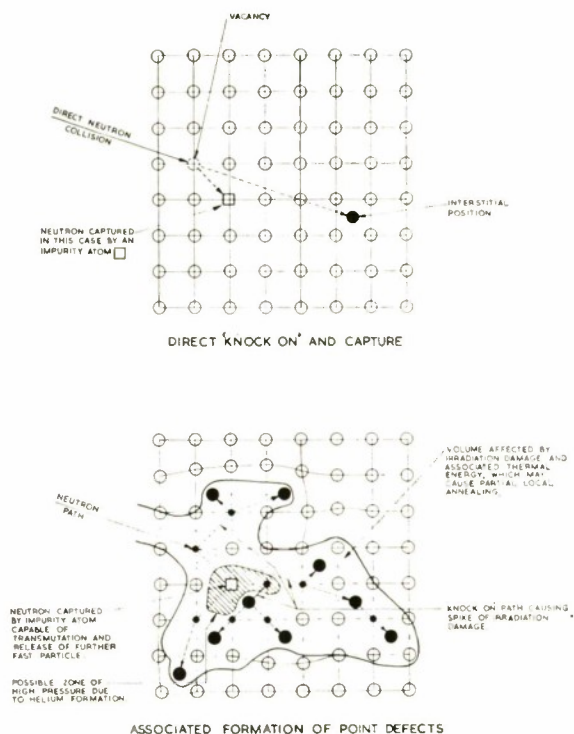 VACANCY
DIRECT NEUTRON
COLLISION
INTERSTITIAL
POSITION
NEUTRON CAPTURED
IN THIS CASE BY AN
IMPURITY ATOM
DIRECT 'KNOCK ON' AND CAPTURE
VOLUME AFFECTED BY
IRRADIATION DAMAGE AND
ASSOCIATED THERMAL
ENERGY, WHICH MAY
CAUSE PARTIAL LOCAL
ANNEALING.
NEUTRON
PATH
NEUTRON CAPTURED
BY IMPURITY ATOM
CAPABLE OF
TRANSMUTATION AND
RELEASE OF FURTHER
FAST PARTICLE
KNOCK ON PATH CAUSING
SPIKE OF IRRADIATION
DAMAGE
POSSIBLE ZONE OF
HIGH PRESSURE DUE
TO HELIUM FORMATION
ASSOCIATED FORMATION OF POINT DEFECTS